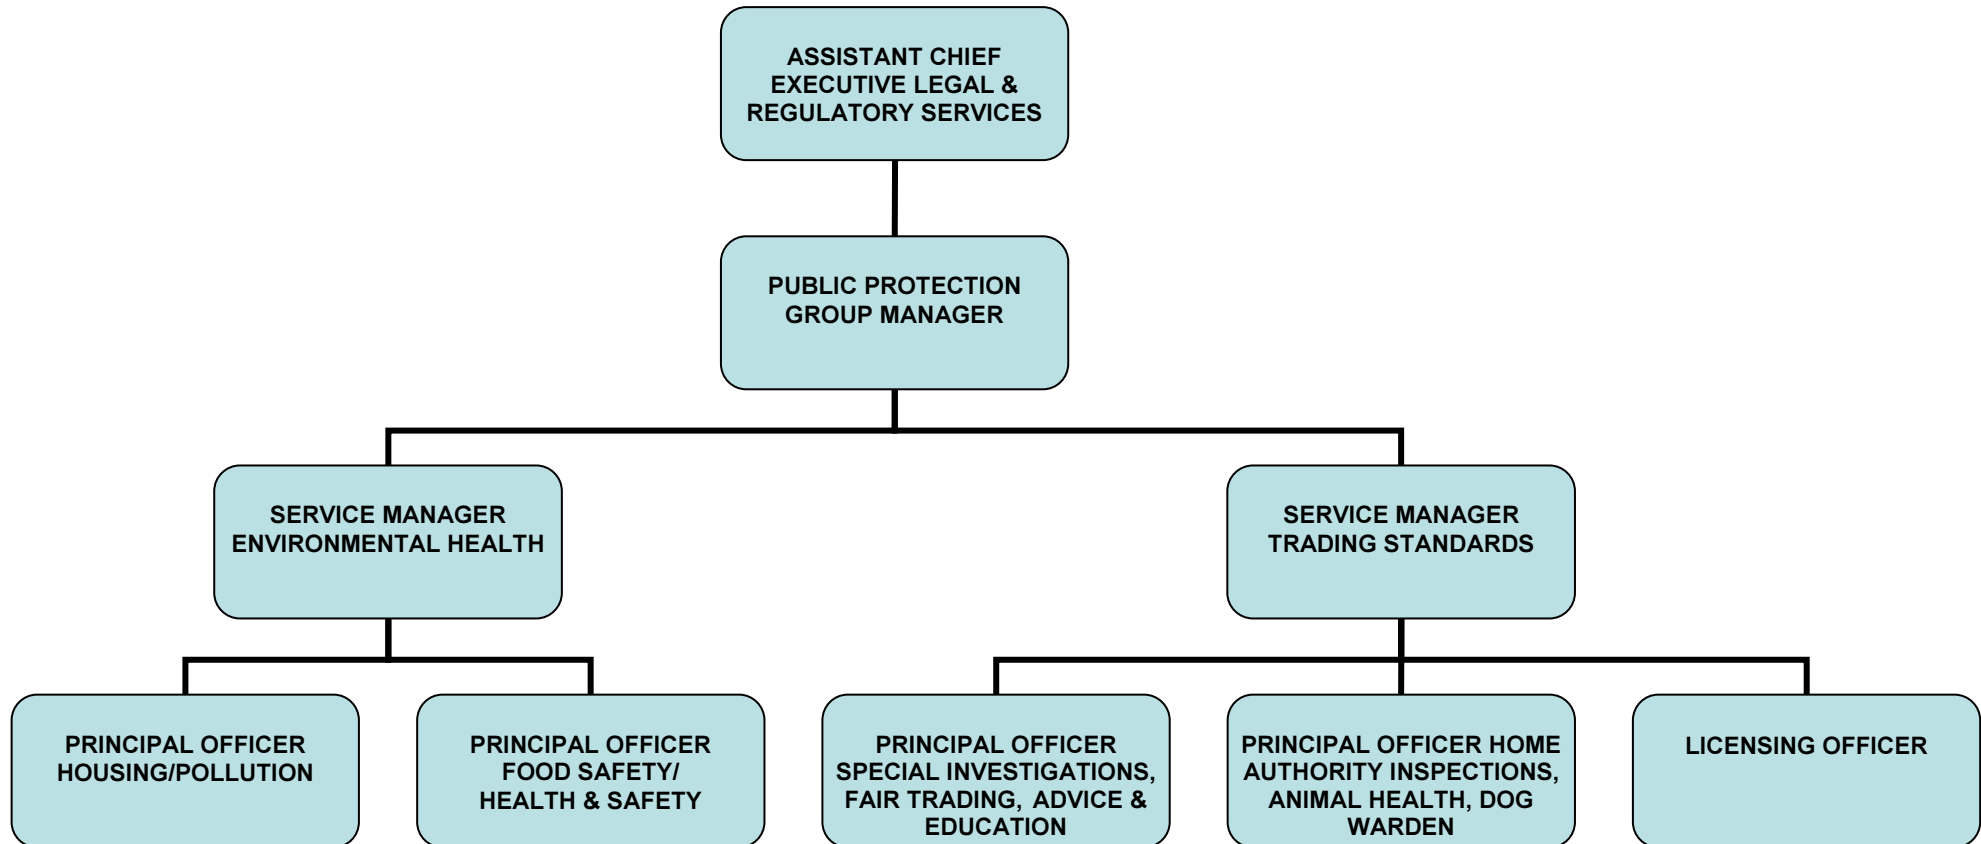 ASSISTANT CHIEF
EXECUTIVE LEGAL &
REGULATORY SERVICES
PUBLIC PROTECTION
GROUP MANAGER
SERVICE MANAGER
ENVIRONMENTAL HEALTH
SERVICE MANAGER
TRADING STANDARDS
PRINCIPAL OFFICER
HOUSING/POLLUTION
PRINCIPAL OFFICER
FOOD SAFETY/
HEALTH & SAFETY
PRINCIPAL OFFICER
SPECIAL INVESTIGATIONS,
FAIR TRADING, ADVICE &
EDUCATION
PRINCIPAL OFFICER HOME
AUTHORITY INSPECTIONS,
ANIMAL HEALTH, DOG
WARDEN
LICENSING OFFICER